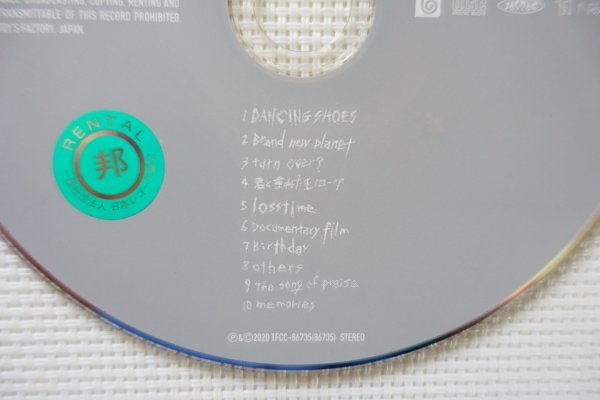 BROADCASTING, COPYING, RENTING AND
TRANSMITTABLE OF THIS RECORD PROHIBITED.
FACTORY, JAPAN.
JASRAC
RENTAL
邦
1 DANCING SHOES
2 Brand new planet
3 turn over?
4 君と重ねたモノローグ
5 losstime
6 Documentary film
7 Birthday
8 others
9 The song of praise
10 memories
℗&©2020 TFCC-86735(86735) STEREO